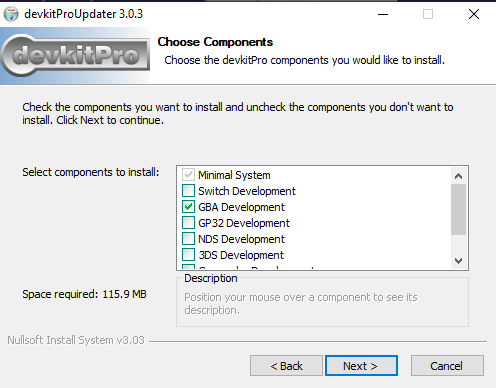 devkitProUpdater 3.0.3
devkitPro
Choose Components
Choose the devkitPro components you would like to install.
Check the components you want to install and uncheck the components you don't want to
install. Click Next to continue.
Select components to install:
Minimal System
Switch Development
GBA Development
GP32 Development
NDS Development
3DS Development
Space required: 115.9 MB
Description
Position your mouse over a component to see its
description.
Nullsoft Install System v3.03
< Back
Next >
Cancel